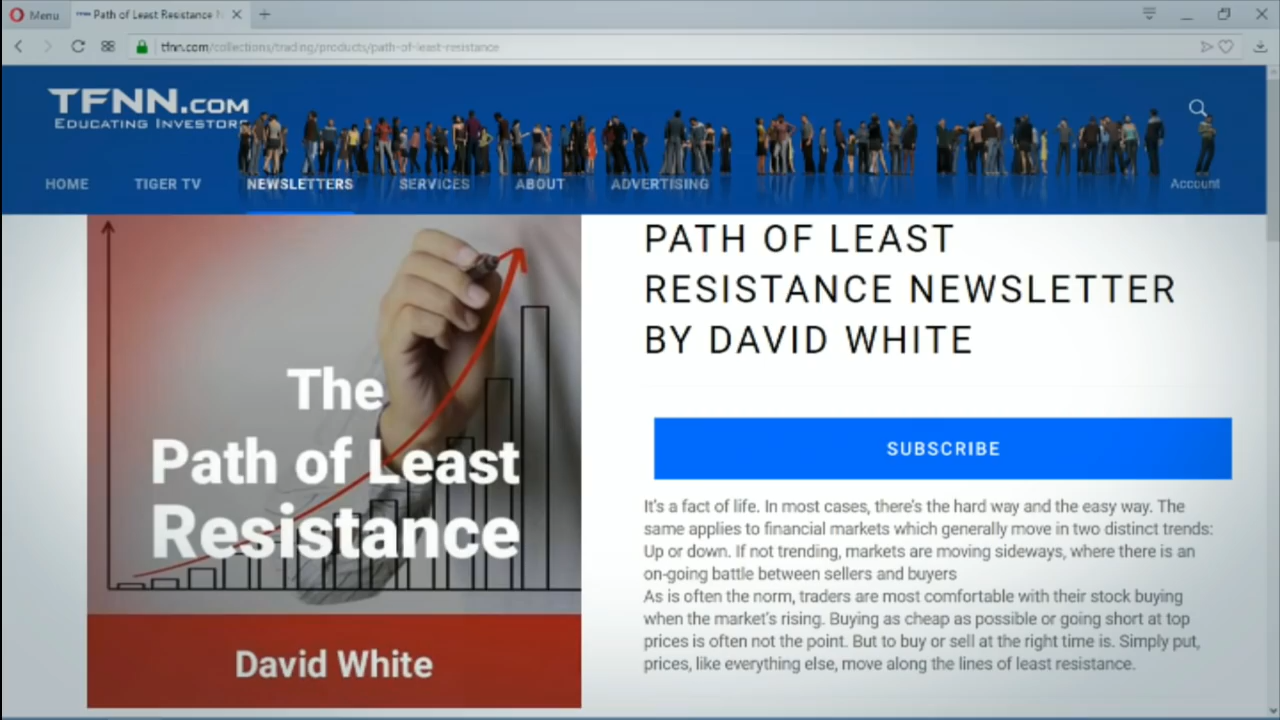 Menu
Path of Least Resistance
tfnn.com/collections/trading/products/path-of-least-resistance
TFNN.COM
EDUCATING INVESTORS
HOME
TIGER TV
NEWSLETTERS
SERVICES
ABOUT
ADVERTISING
Account
The
Path of Least
Resistance
David White
PATH OF LEAST
RESISTANCE NEWSLETTER
BY DAVID WHITE
SUBSCRIBE
It's a fact of life. In most cases, there's the hard way and the easy way. The
same applies to financial markets which generally move in two distinct trends:
Up or down. If not trending, markets are moving sideways, where there is an
on-going battle between sellers and buyers
As is often the norm, traders are most comfortable with their stock buying
when the market's rising. Buying as cheap as possible or going short at top
prices is often not the point. But to buy or sell at the right time is. Simply put,
prices, like everything else, move along the lines of least resistance.